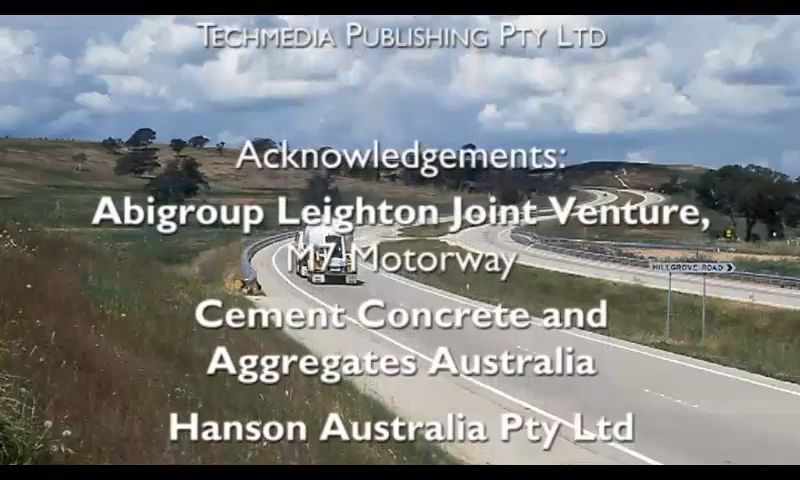 TECHMEDIA PUBLISHING PTY LTD
Acknowledgements:
Abigroup Leighton Joint Venture,
M7 Motorway
HILLGROVE ROAD
Cement Concrete and
Aggregates Australia
Hanson Australia Pty Ltd